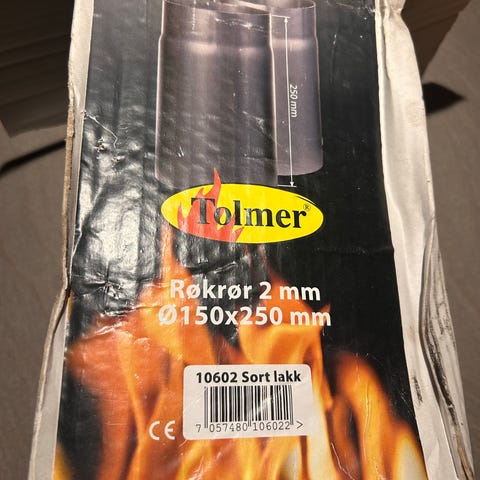 250 mm
Tolmer®
Røkrør 2 mm
Ø150x250 mm
10602 Sort lakk
CE
7 057480 106022 >